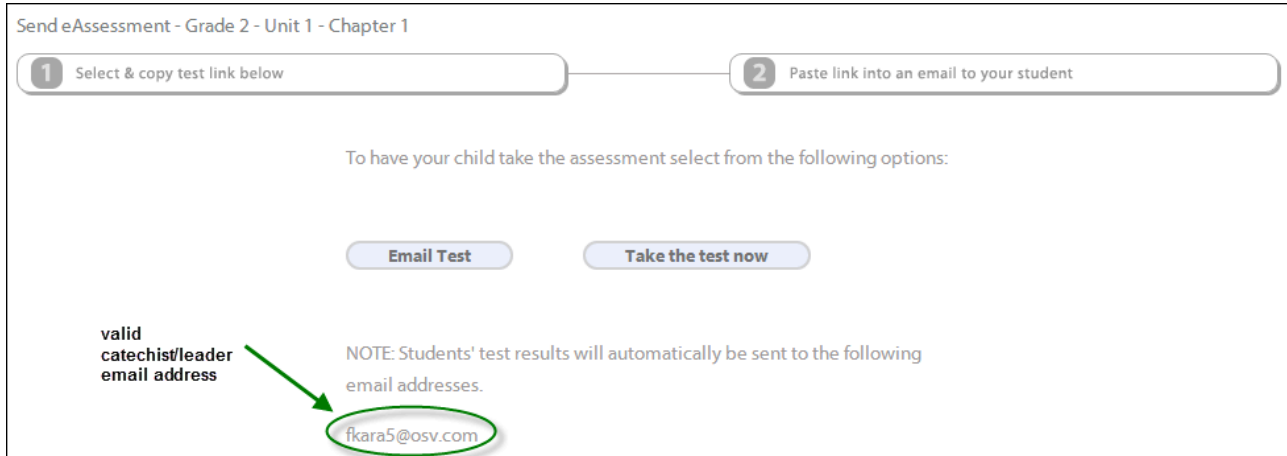 Send eAssessment - Grade 2 - Unit 1 - Chapter 1
1 Select & copy test link below
2 Paste link into an email to your student
To have your child take the assessment select from the following options:
Email Test
Take the test now
valid
catechist/leader
email address
NOTE: Students' test results will automatically be sent to the following
email addresses.
fkara5@osv.com